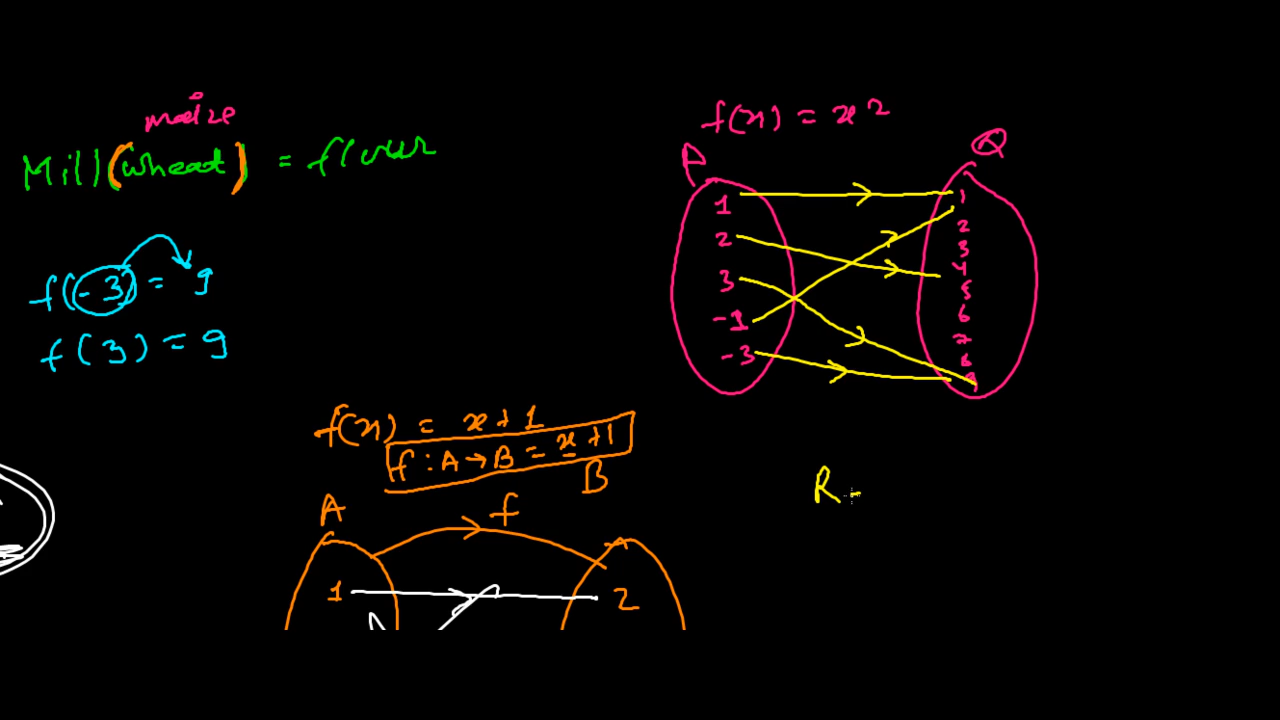 maize
Mill(wheat) = flour
f(-3) = 9
f(3) = 9
f(x) = x²
P
Q
1
2
3
-1
-3
1
2
3
4
5
6
7
8
9
f(x) = x+1
f : A → B = x+1
A
f
B
1
2
R -